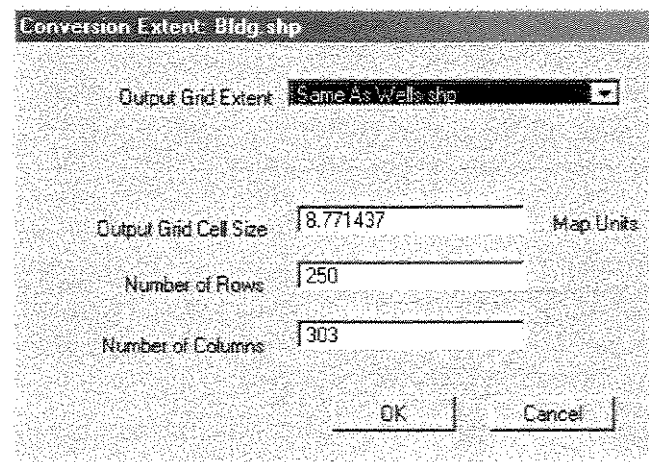 Conversion Extent: Bldg.shp
Output Grid Extent Same As Wells.shp
Output Grid Cell Size 8.771437 Map Units
Number of Rows 250
Number of Columns 303
OK Cancel